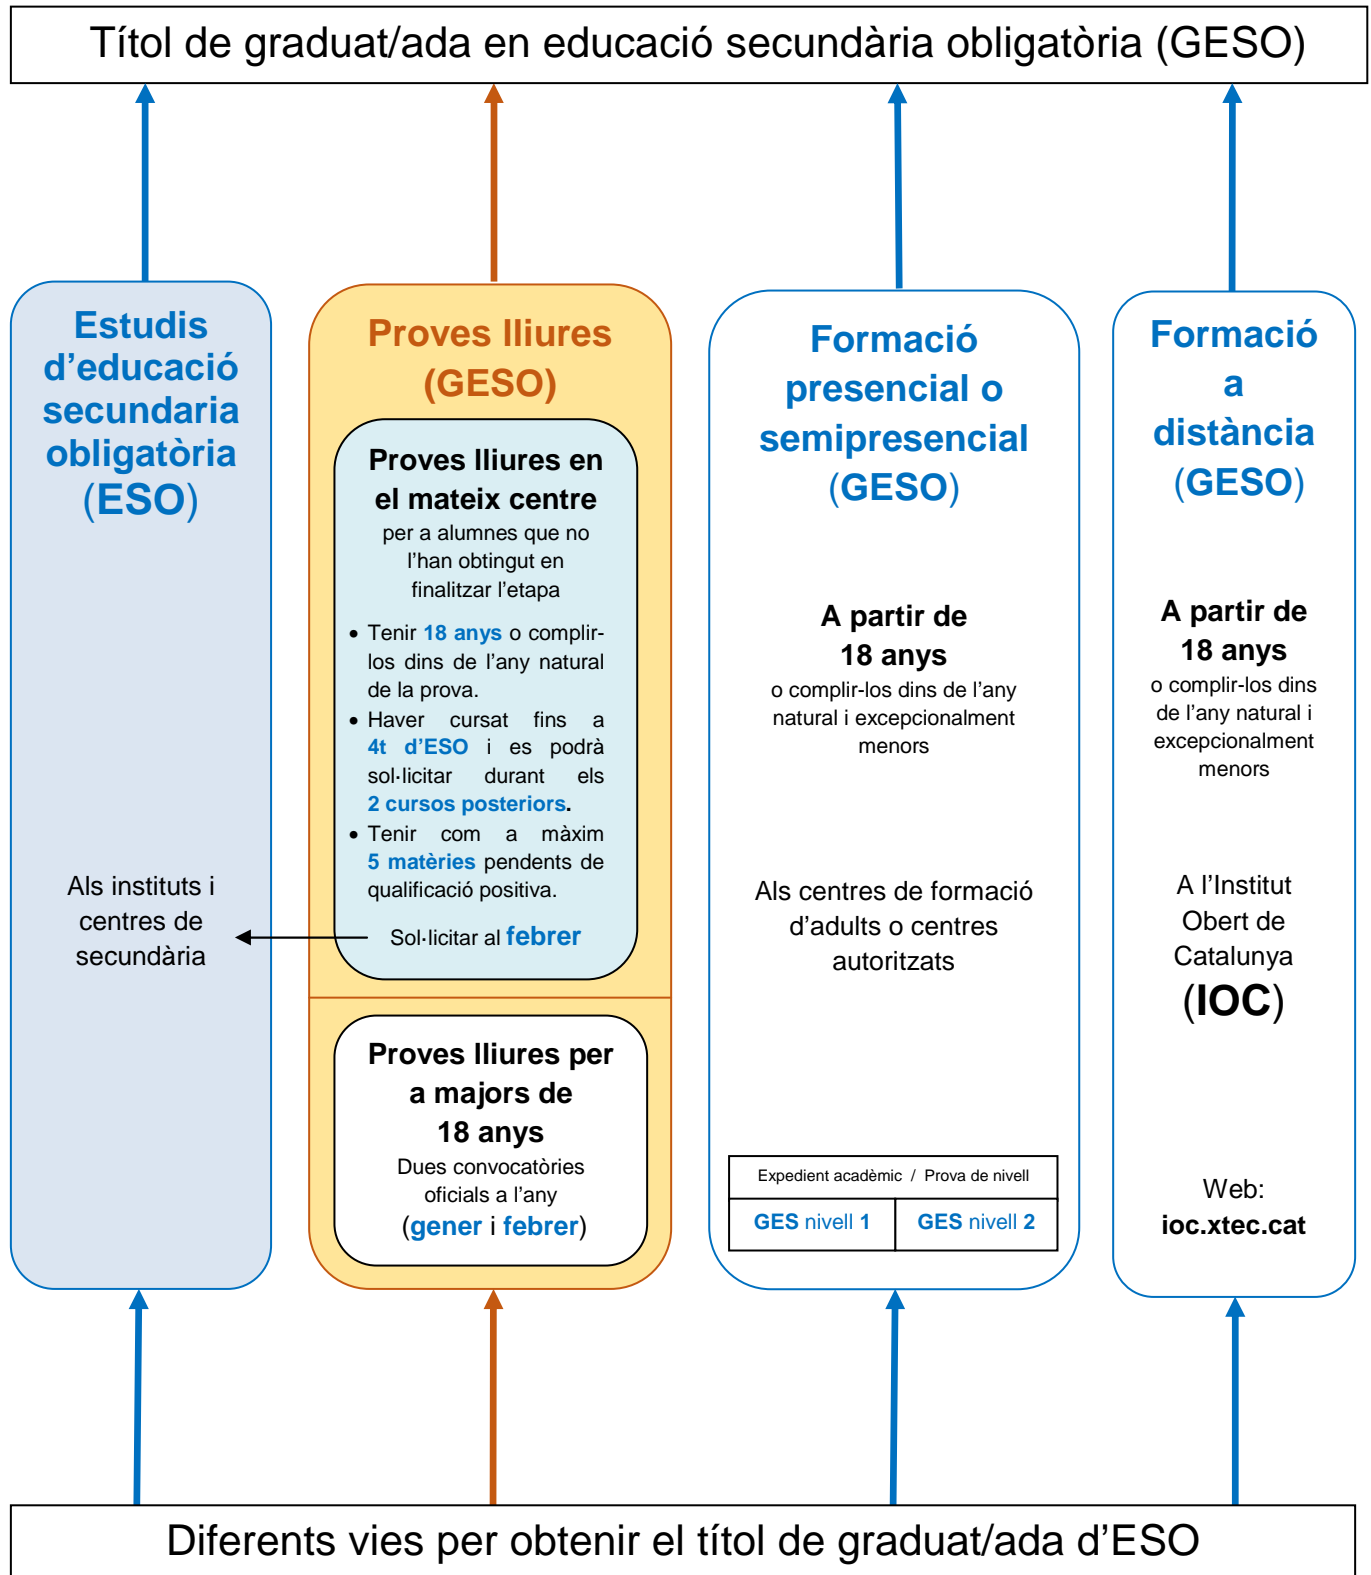 Títol de graduat/ada en educació secundària obligatòria (GESO)
Estudis
d’educació
secundaria
obligatòria
(ESO)
Als instituts i
centres de
secundària
Proves lliures
(GESO)
Proves lliures en
el mateix centre
per a alumnes que no
l’han obtingut en
finalitzar l’etapa
• Tenir 18 anys o complir-
los dins de l’any natural
de la prova.
• Haver cursat fins a
4t d’ESO i es podrà
sol·licitar durant els
2 cursos posteriors.
• Tenir com a màxim
5 matèries pendents de
qualificació positiva.
Sol·licitar al febrer
Proves lliures per
a majors de
18 anys
Dues convocatòries
oficials a l’any
(gener i febrer)
Formació
presencial o
semipresencial
(GESO)
A partir de
18 anys
o complir-los dins de l’any
natural i excepcionalment
menors
Als centres de formació
d’adults o centres
autoritzats
Expedient acadèmic / Prova de nivell
GES nivell 1
GES nivell 2
Formació
a
distància
(GESO)
A partir de
18 anys
o complir-los dins
de l’any natural i
excepcionalment
menors
A l’Institut
Obert de
Catalunya
(IOC)
Web:
ioc.xtec.cat
Diferents vies per obtenir el títol de graduat/ada d’ESO